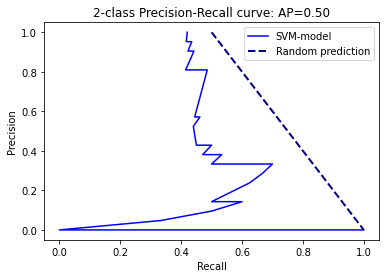 2-class Precision-Recall curve: AP=0.50
SVM-model
Random prediction
Precision
1.0
0.8
0.6
0.4
0.2
0.0
0.0 0.2 0.4 0.6 0.8 1.0
Recall